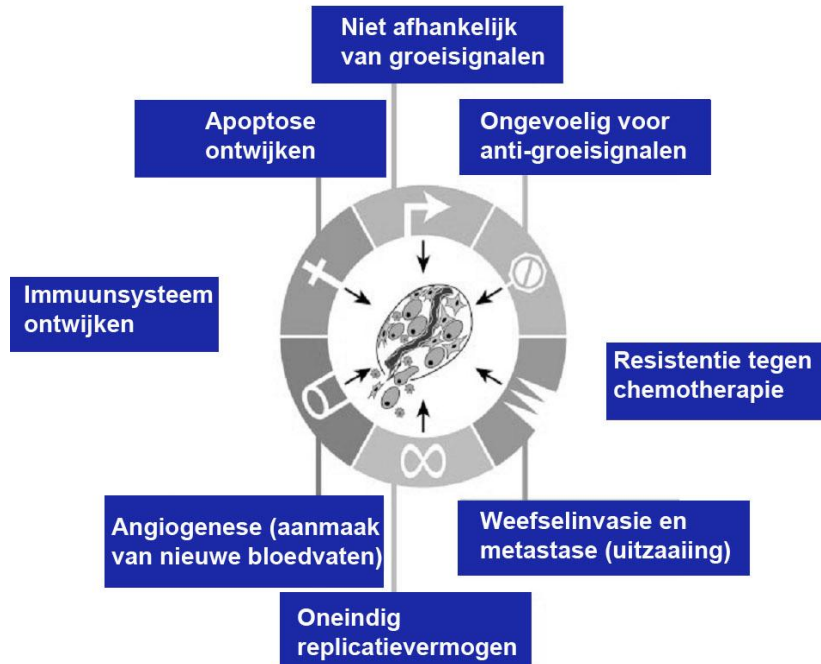 Niet afhankelijk
van groeisignalen
Apoptose
ontwijken
Ongevoelig voor
anti-groeisignalen
Immuunsysteem
ontwijken
Resistentie tegen
chemotherapie
Angiogenese (aanmaak
van nieuwe bloedvaten)
Weefselinvasie en
metastase (uitzaaiing)
Oneindig
replicatievermogen